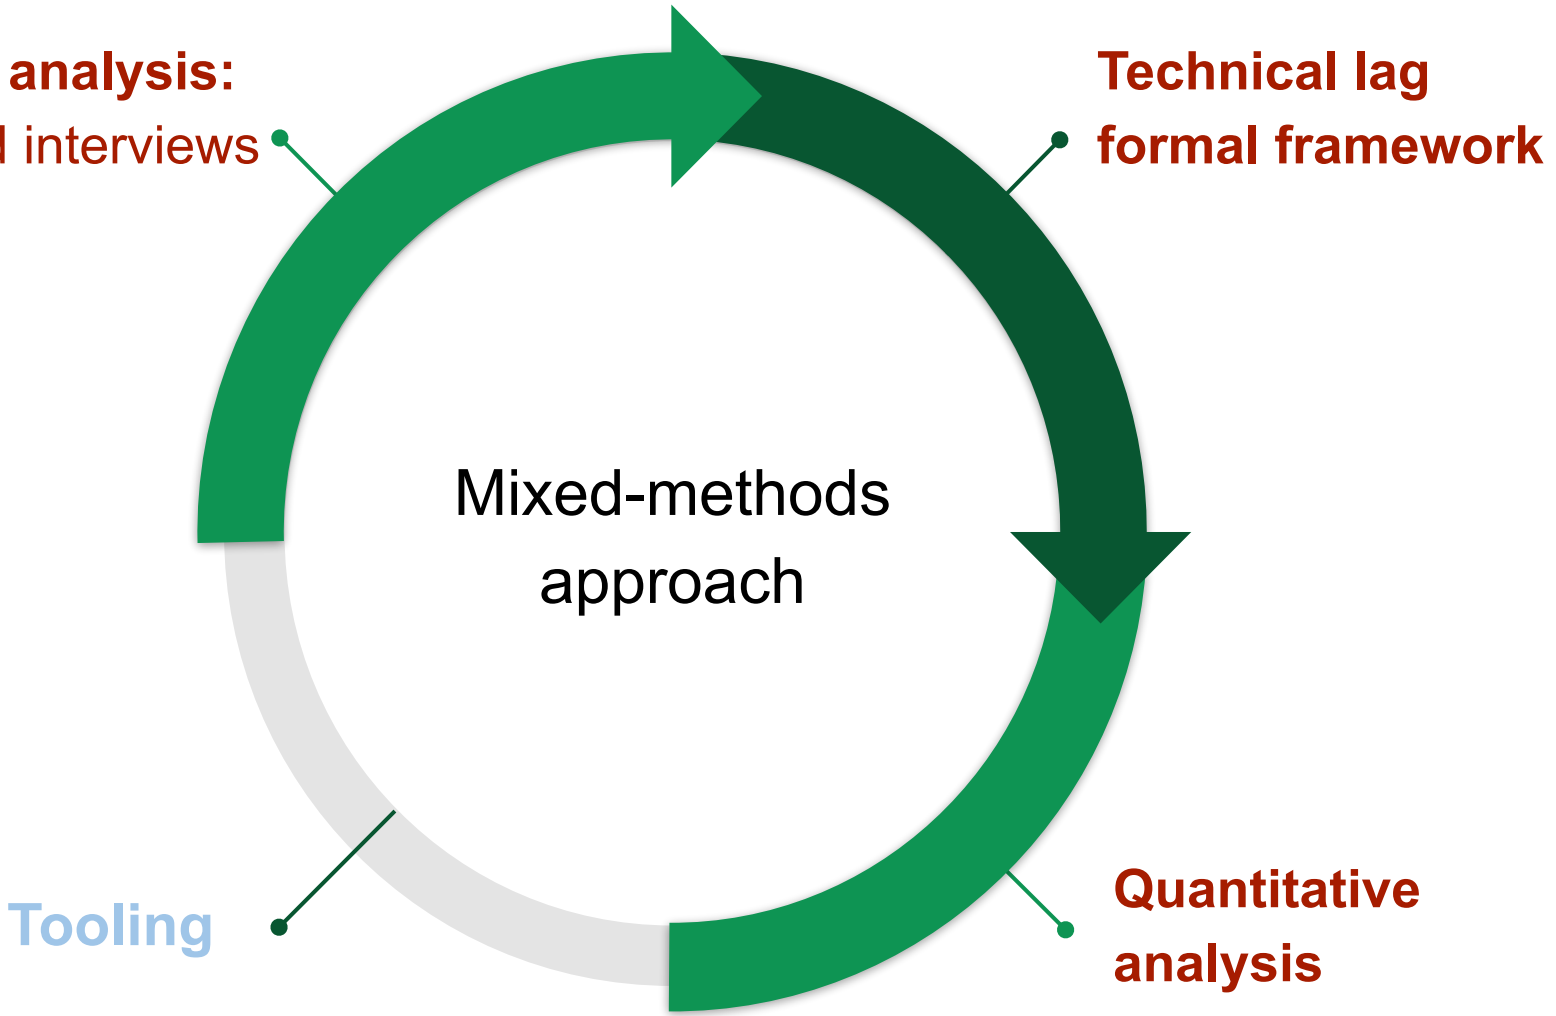 analysis:
interviews
Technical lag
formal framework
Mixed-methods
approach
Tooling
Quantitative
analysis